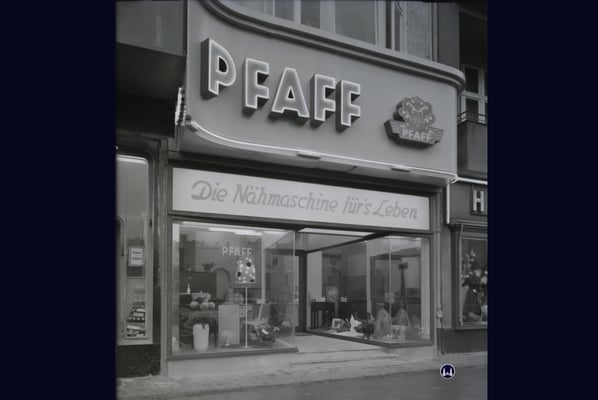 PFAFF
PFAFF
Die Nähmaschine für's Leben
PFAFF
H